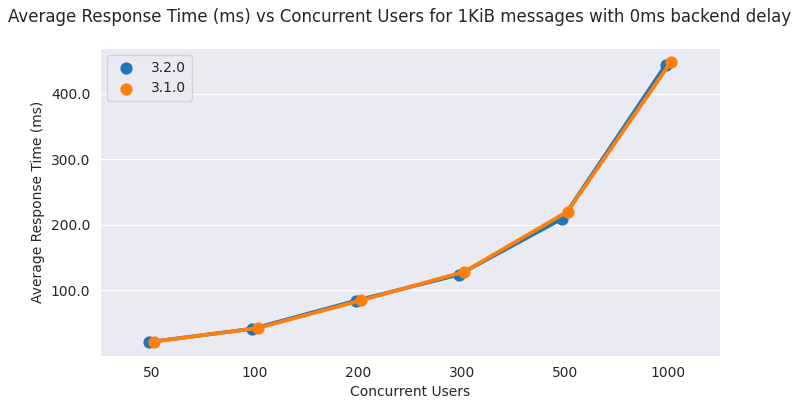 Average Response Time (ms) vs Concurrent Users for 1KiB messages with 0ms backend delay
3.2.0
3.1.0
400.0
300.0
200.0
100.0
Average Response Time (ms)
50 100 200 300 500 1000
Concurrent Users